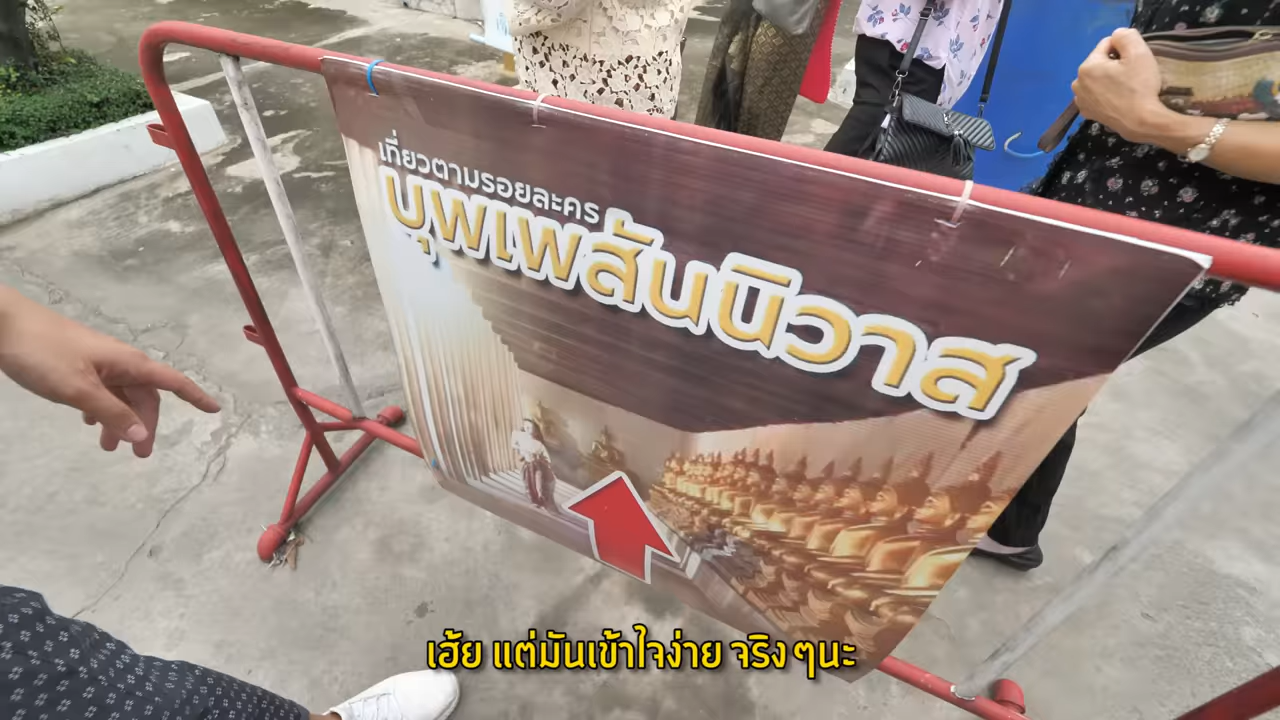 เที่ยวตามรอยละคร
บุพเพสันนิวาส
เฮ้ย แต่มันเข้าใจง่าย จริง ๆนะ